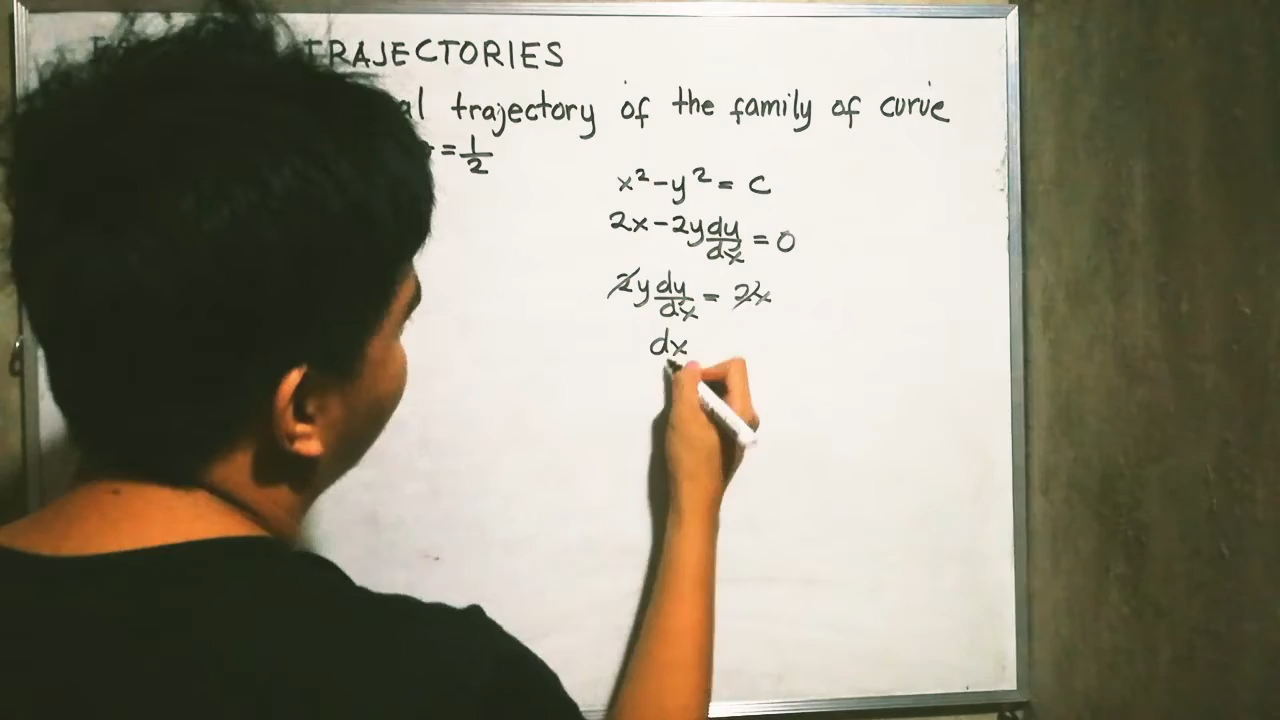 TRAJECTORIES
al trajectory of the family of curve
= 1/2
x² - y² = C
2x - 2y dy/dx = 0
2y dy/dx = 2x
dx